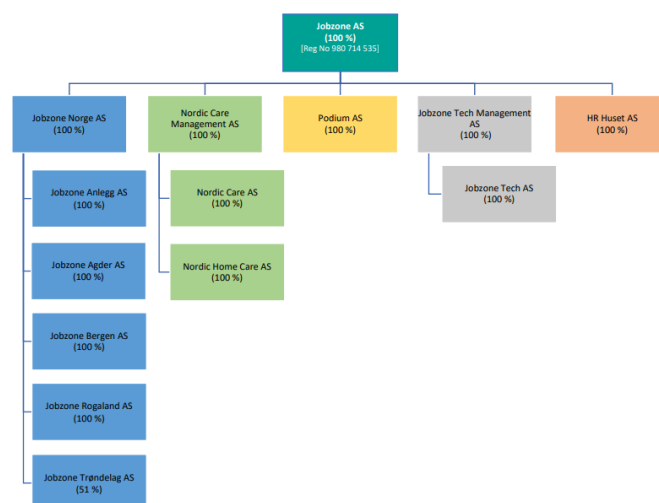 Jobzone AS
(100 %)
[Reg No 980 714 535]
Jobzone Norge AS
(100 %)
Nordic Care
Management AS
(100 %)
Podium AS
(100 %)
Jobzone Tech Management
AS
(100 %)
HR Huset AS
(100 %)
Jobzone Anlegg AS
(100 %)
Nordic Care AS
(100 %)
Jobzone Tech AS
(100 %)
Jobzone Agder AS
(100 %)
Nordic Home Care AS
(100 %)
Jobzone Bergen AS
(100 %)
Jobzone Rogaland AS
(100 %)
Jobzone Trøndelag AS
(51 %)